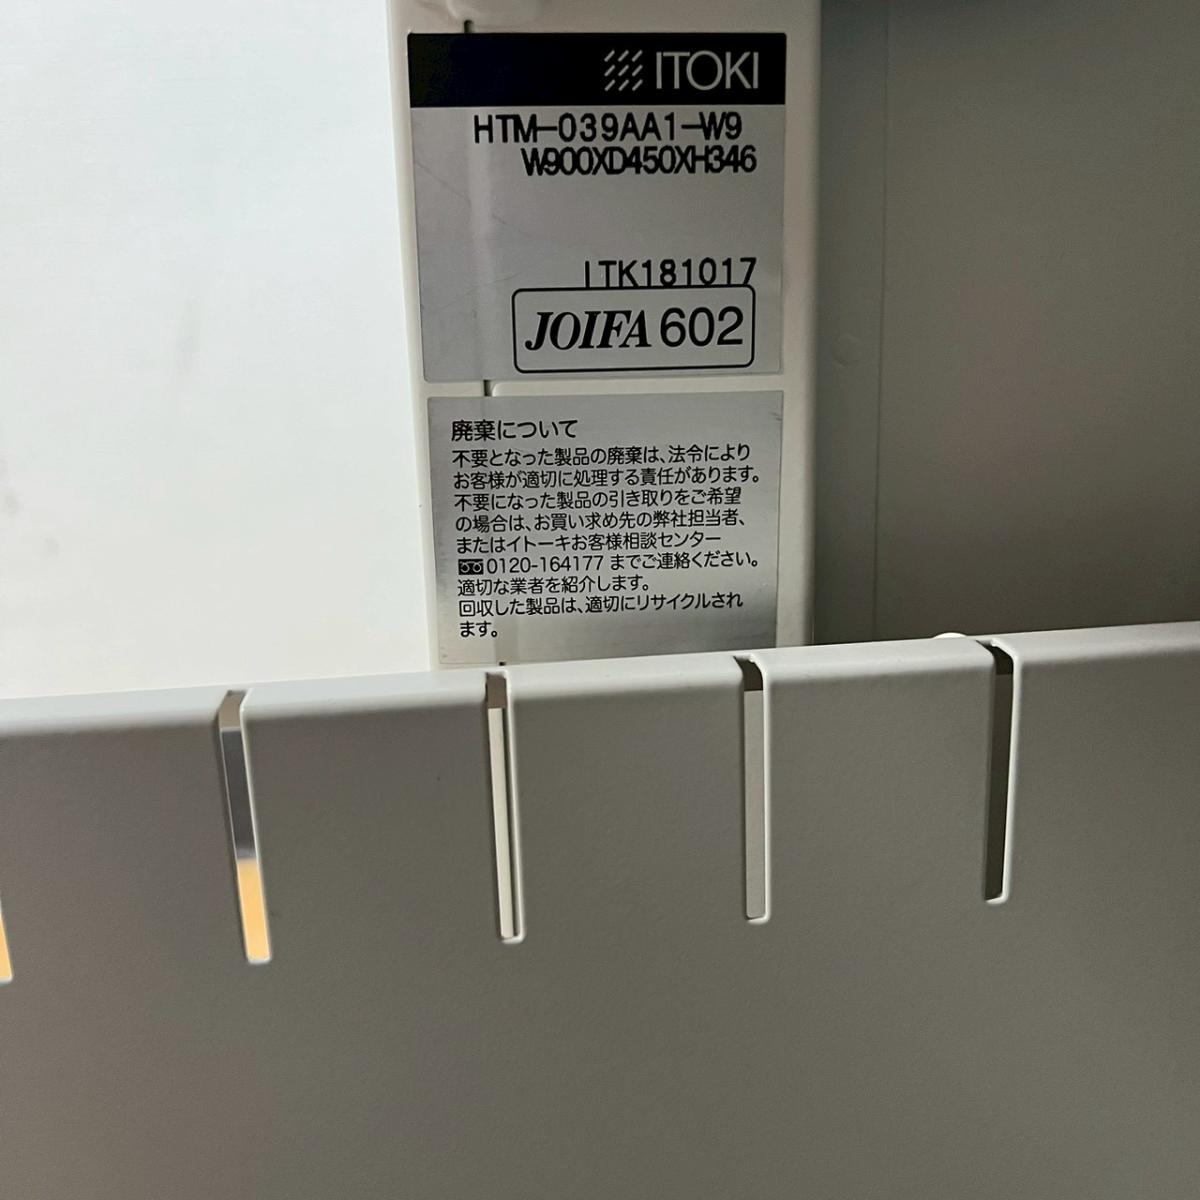 ITOKI
HTM-039AA1-W9
W900XD450XH346
ITK181017
JOIFA 602
廃棄について
不要となった製品の廃棄は、法令により
お客様が適切に処理する責任があります。
不要になった製品の引き取りをご希望
の場合は、お買い求め先の弊社担当者、
またはイトーキお客様相談センター
0120-164177 までご連絡ください。
適切な業者を紹介します。
回収した製品は、適切にリサイクルされ
ます。